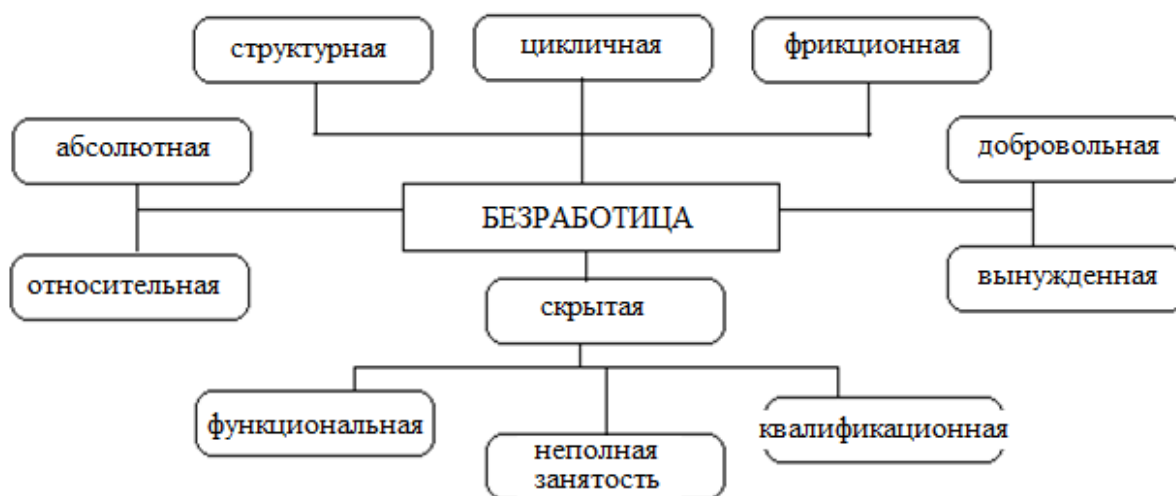 структурная
цикличная
фрикционная
абсолютная
добровольная
БЕЗРАБОТИЦА
относительная
вынужденная
скрытая
функциональная
неполная
занятость
квалификационная